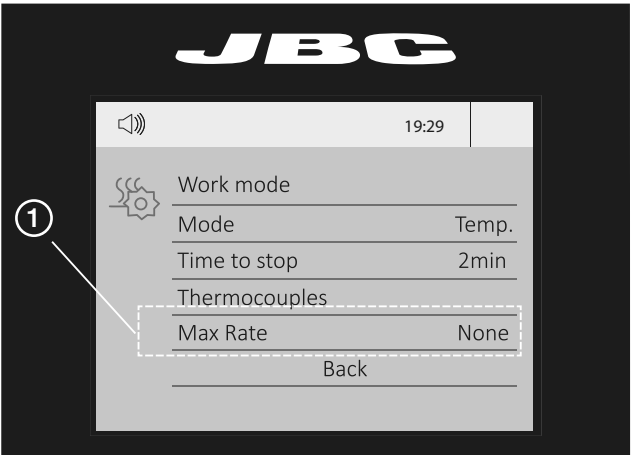 JBC
19:29
Work mode
Mode Temp.
Time to stop 2min
Thermocouples
1
Max Rate None
Back